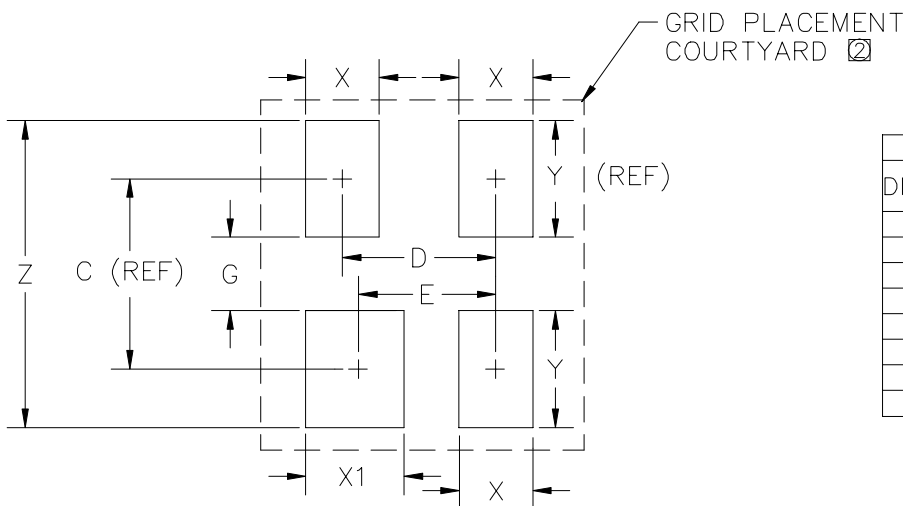 GRID PLACEMENT
COURTYARD ②
X
X
Y (REF)
D
Z
C (REF)
G
E
Y
X1
X